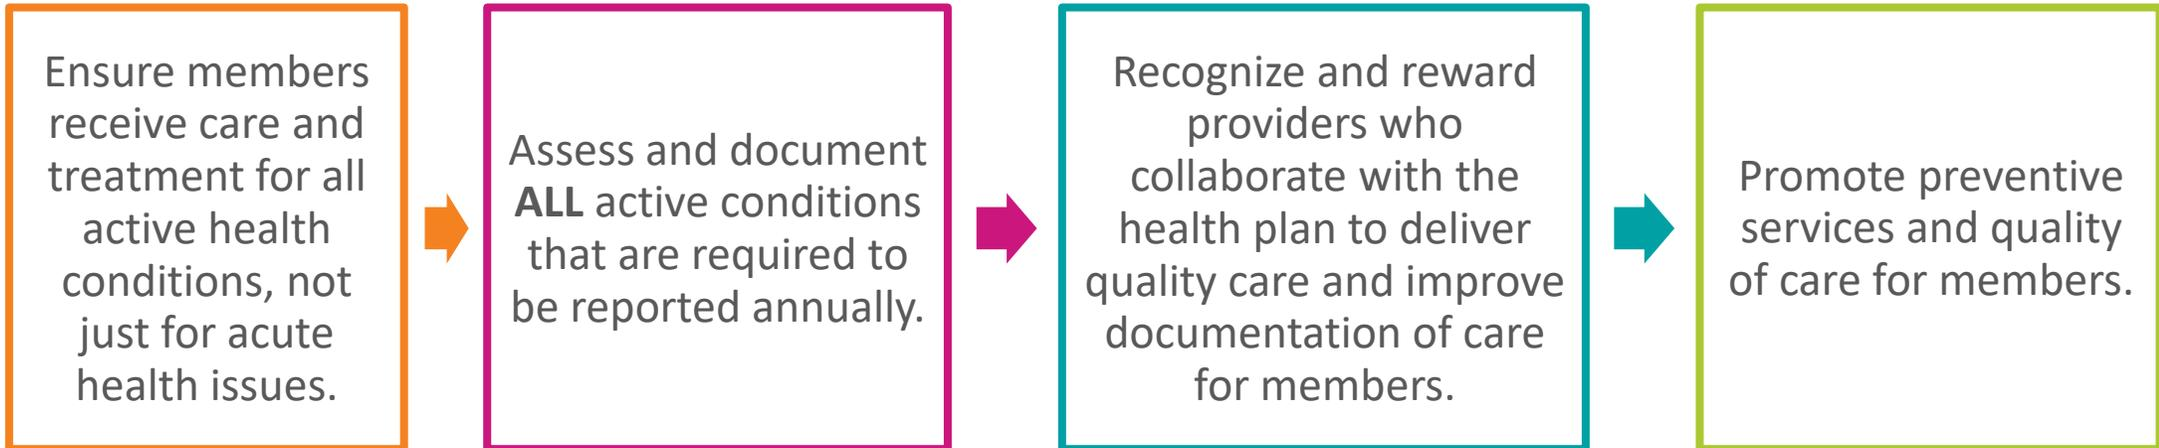 Ensure members
receive care and
treatment for all
active health
conditions, not
just for acute
health issues.
Assess and document
ALL active conditions
that are required to
be reported annually.
Recognize and reward
providers who
collaborate with the
health plan to deliver
quality care and improve
documentation of care
for members.
Promote preventive
services and quality
of care for members.